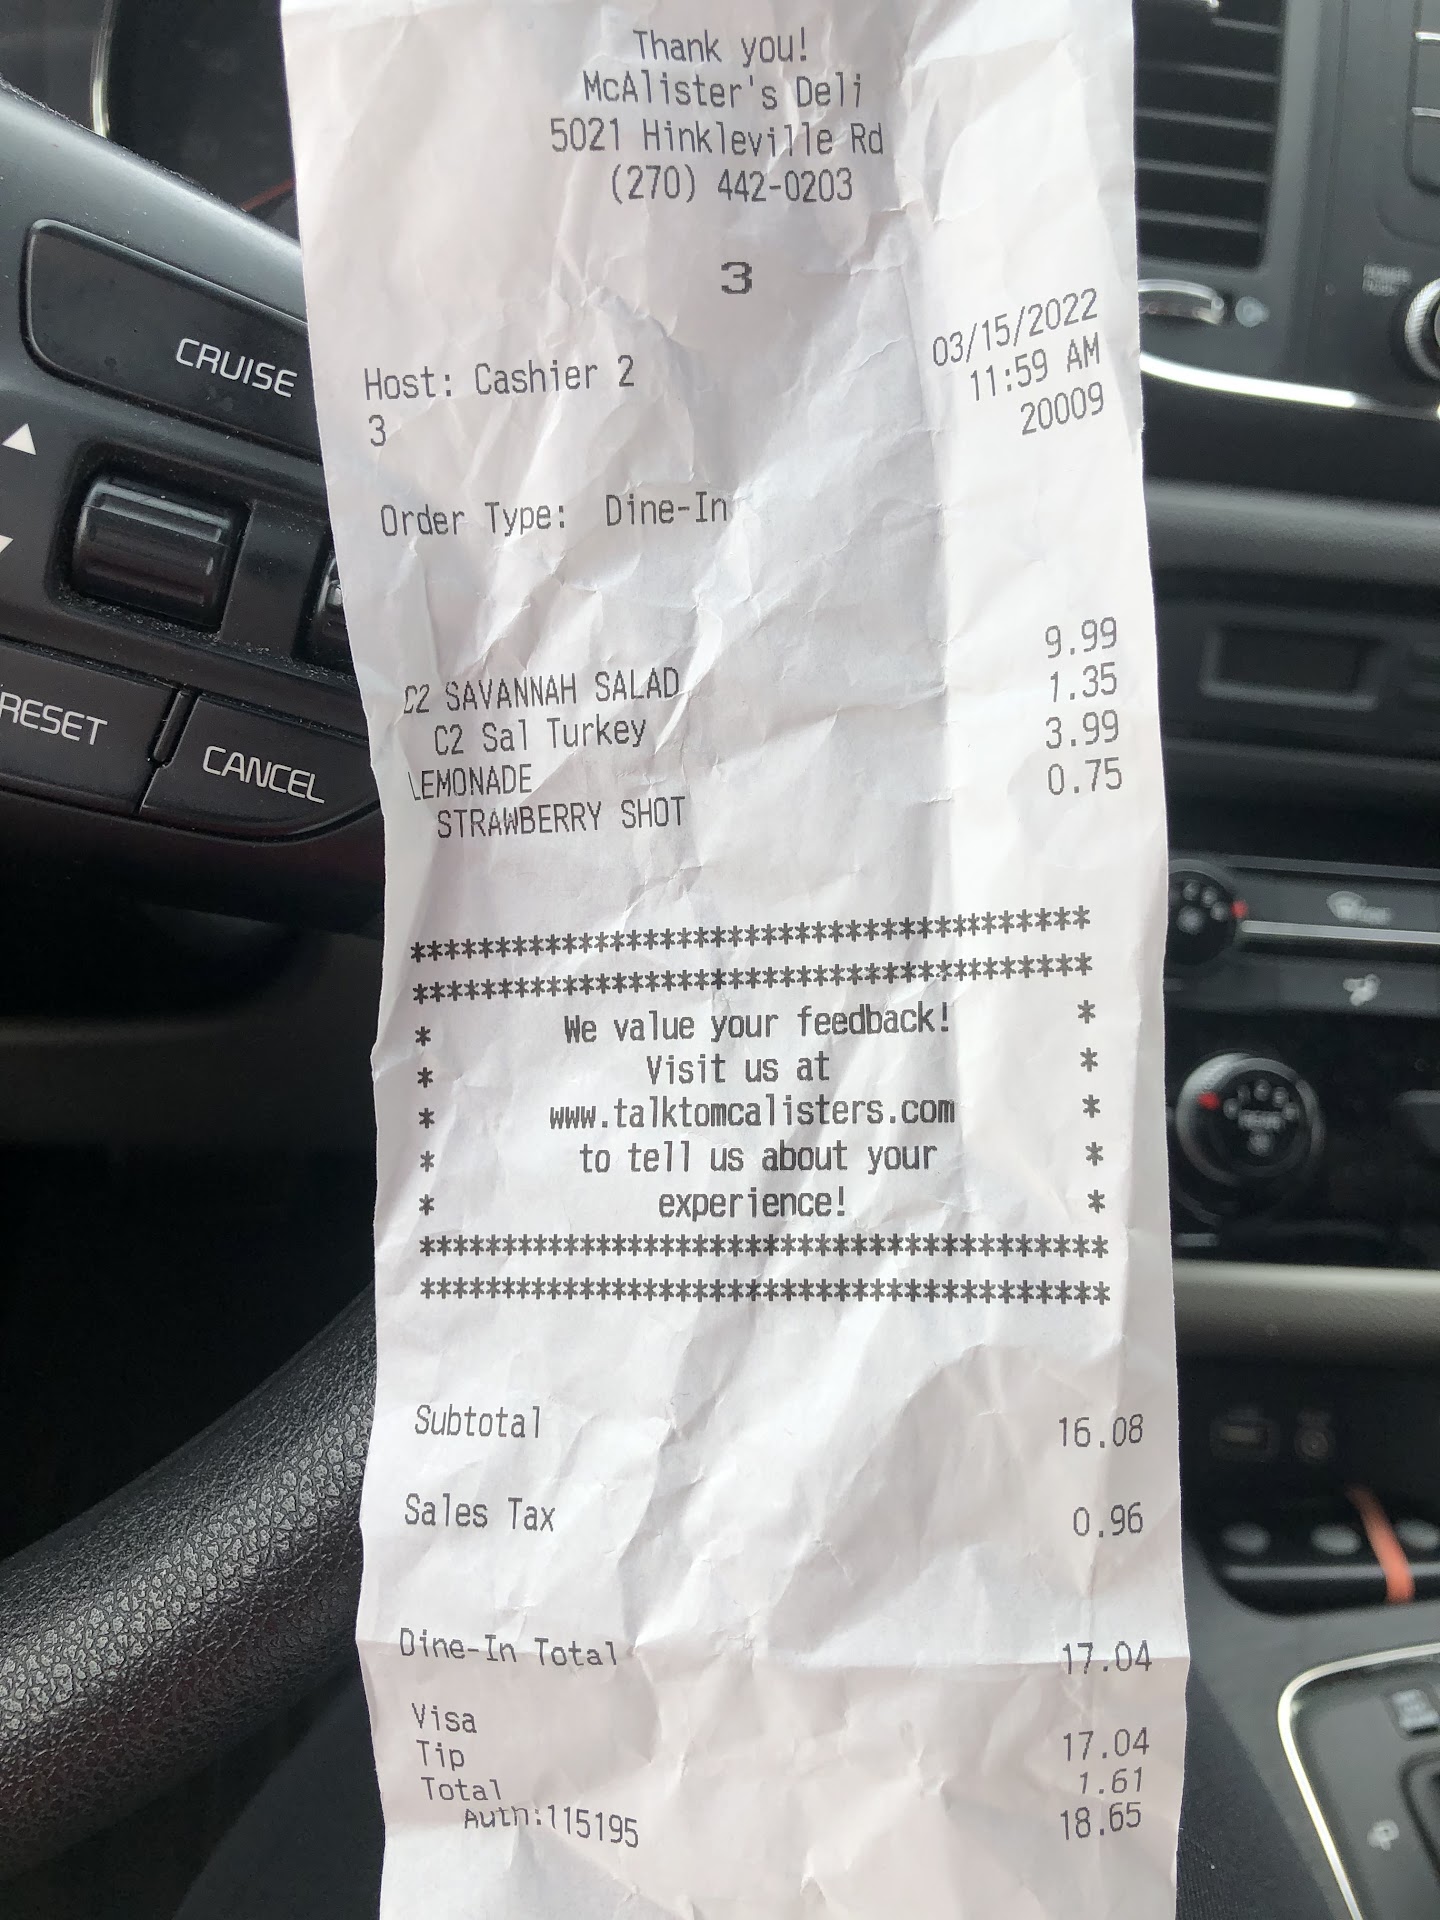 Thank you!
McAlister's Deli
5021 Hinkleville Rd
(270) 442-0203
3
03/15/2022
Host: Cashier 2 11:59 AM
3 20009
Order Type: Dine-In
C2 SAVANNAH SALAD 9.99
C2 Sal Turkey 1.35
LEMONADE 3.99
STRAWBERRY SHOT 0.75
****************************************
****************************************
* We value your feedback! *
* Visit us at *
* www.talktomcalisters.com *
* to tell us about your *
* experience! *
****************************************
****************************************
Subtotal 16.08
Sales Tax 0.96
Dine-In Total 17.04
Visa 17.04
Tip 1.61
Total 18.65
Auth:115195
CRUISE
RESET
CANCEL